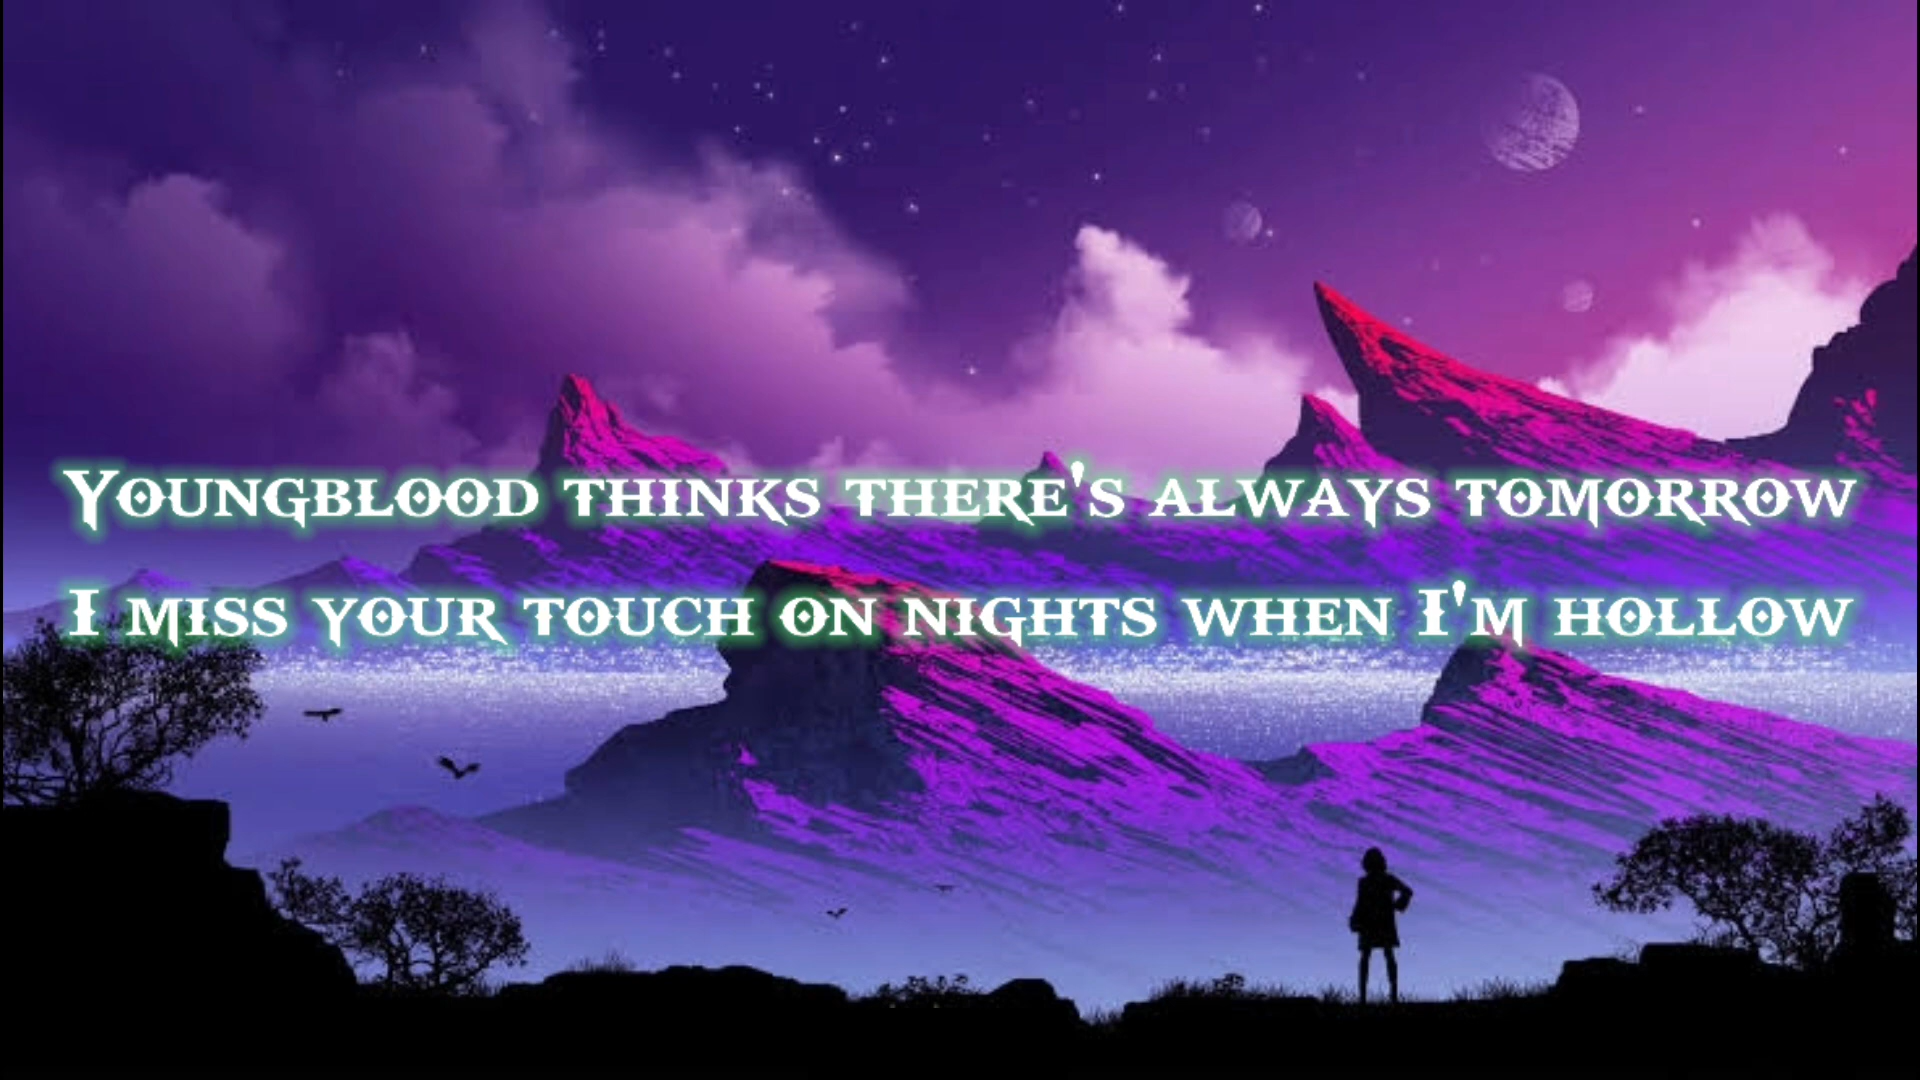 Youngblood thinks there's always tomorrow
I miss your touch on nights when I'm hollow